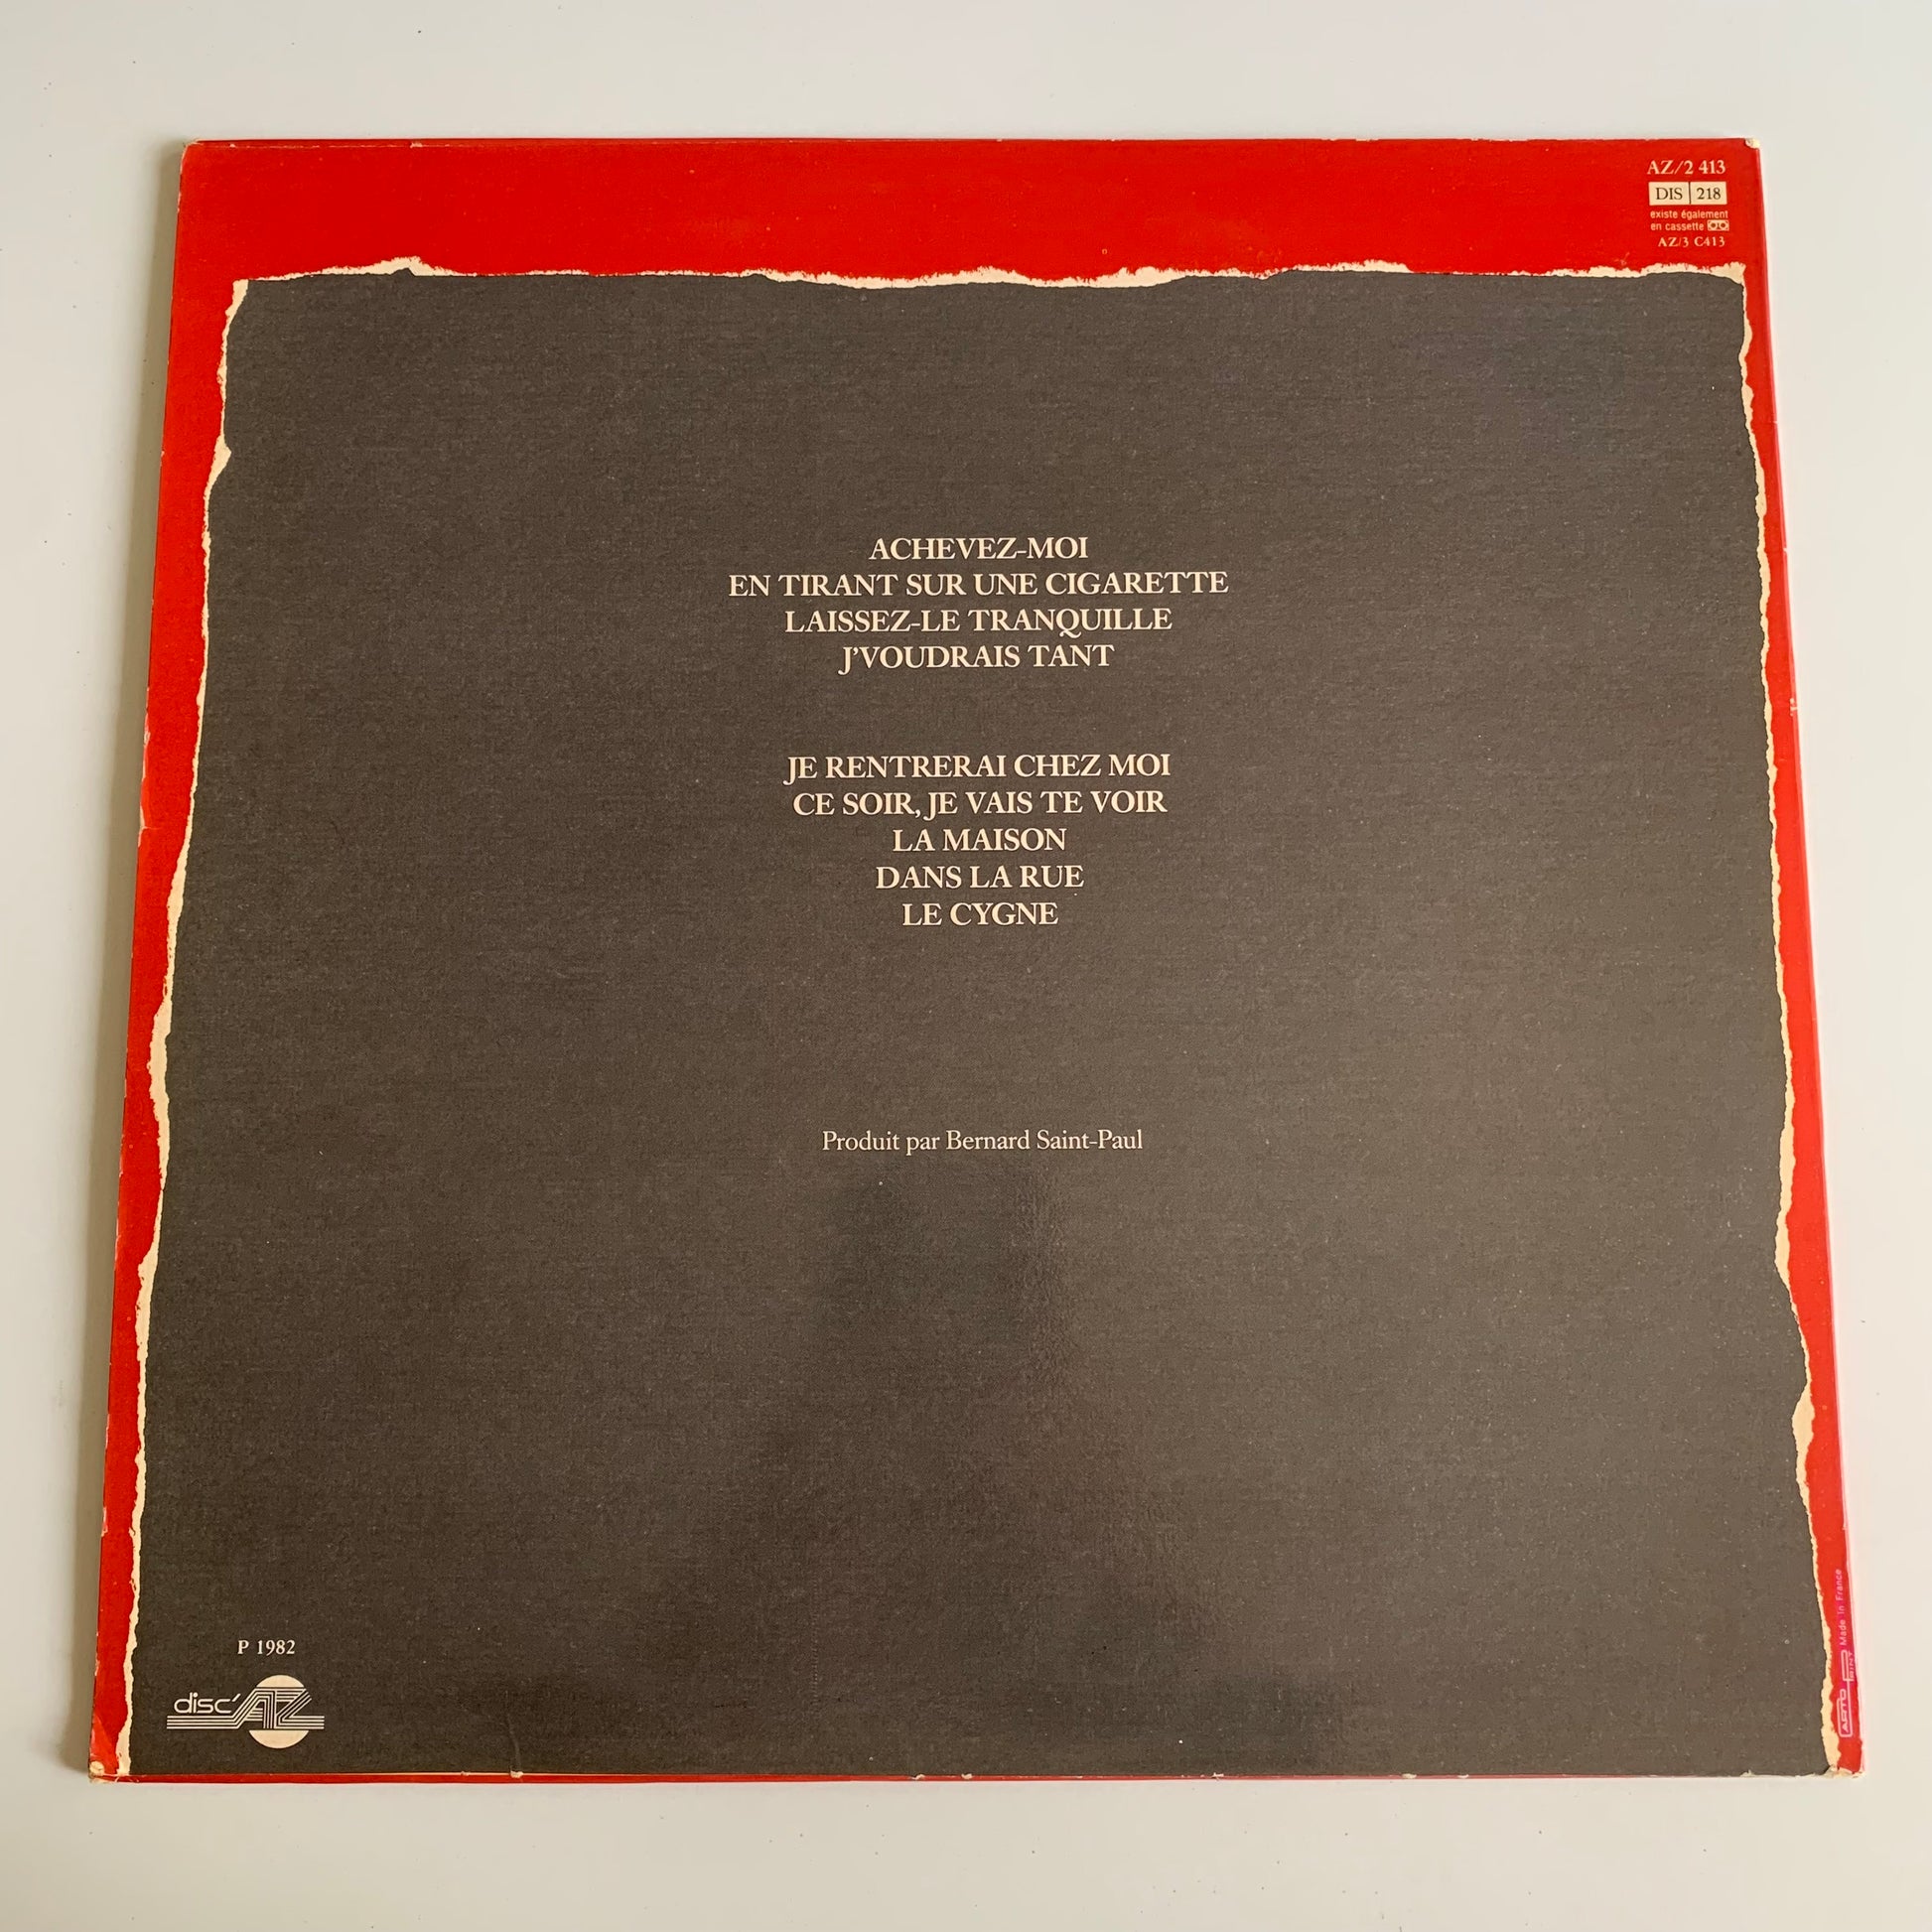 AZ/2 413
DIS 218
existe également
en cassette
AZ/3 C413
ACHEVEZ-MOI
EN TIRANT SUR UNE CIGARETTE
LAISSEZ-LE TRANQUILLE
J'VOUDRAIS TANT
JE RENTRERAI CHEZ MOI
CE SOIR, JE VAIS TE VOIR
LA MAISON
DANS LA RUE
LE CYGNE
Produit par Bernard Saint-Paul
P 1982
disc'AZ
Made in France